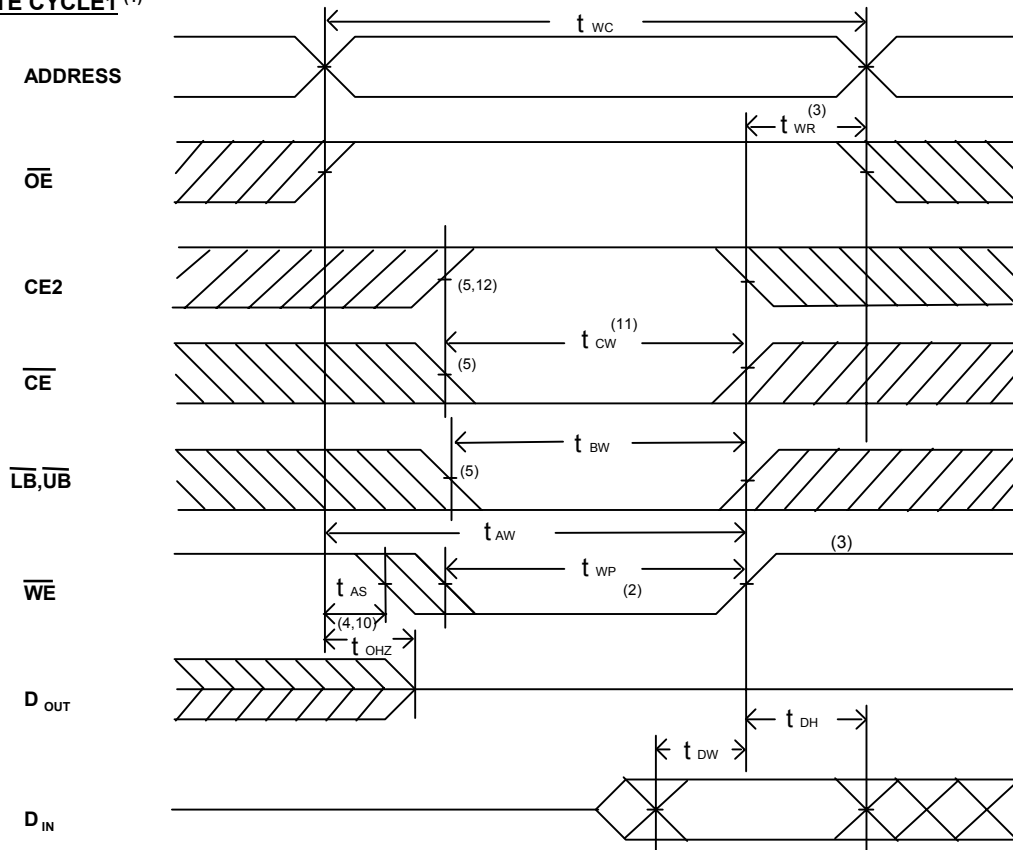 TE CYCLE1 (1)
t WC
ADDRESS
t WR (3)
OE
CE2
(5,12)
t CW (11)
CE
(5)
t BW
LB,UB
(5)
t AW
(3)
WE
t AS
t WP
(2)
(4,10)
t OHZ
D OUT
t DH
t DW
D IN